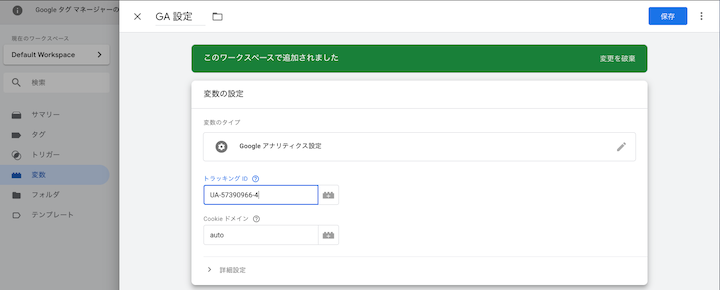 Google タグ マネージャーの
GA 設定
保存
現在のワークスペース
Default Workspace
検索
サマリー
タグ
トリガー
変数
フォルダ
テンプレート
このワークスペースで追加されました
変更を破棄
変数の設定
変数のタイプ
Google アナリティクス設定
トラッキング ID
UA-57390966-4
Cookie ドメイン
auto
詳細設定